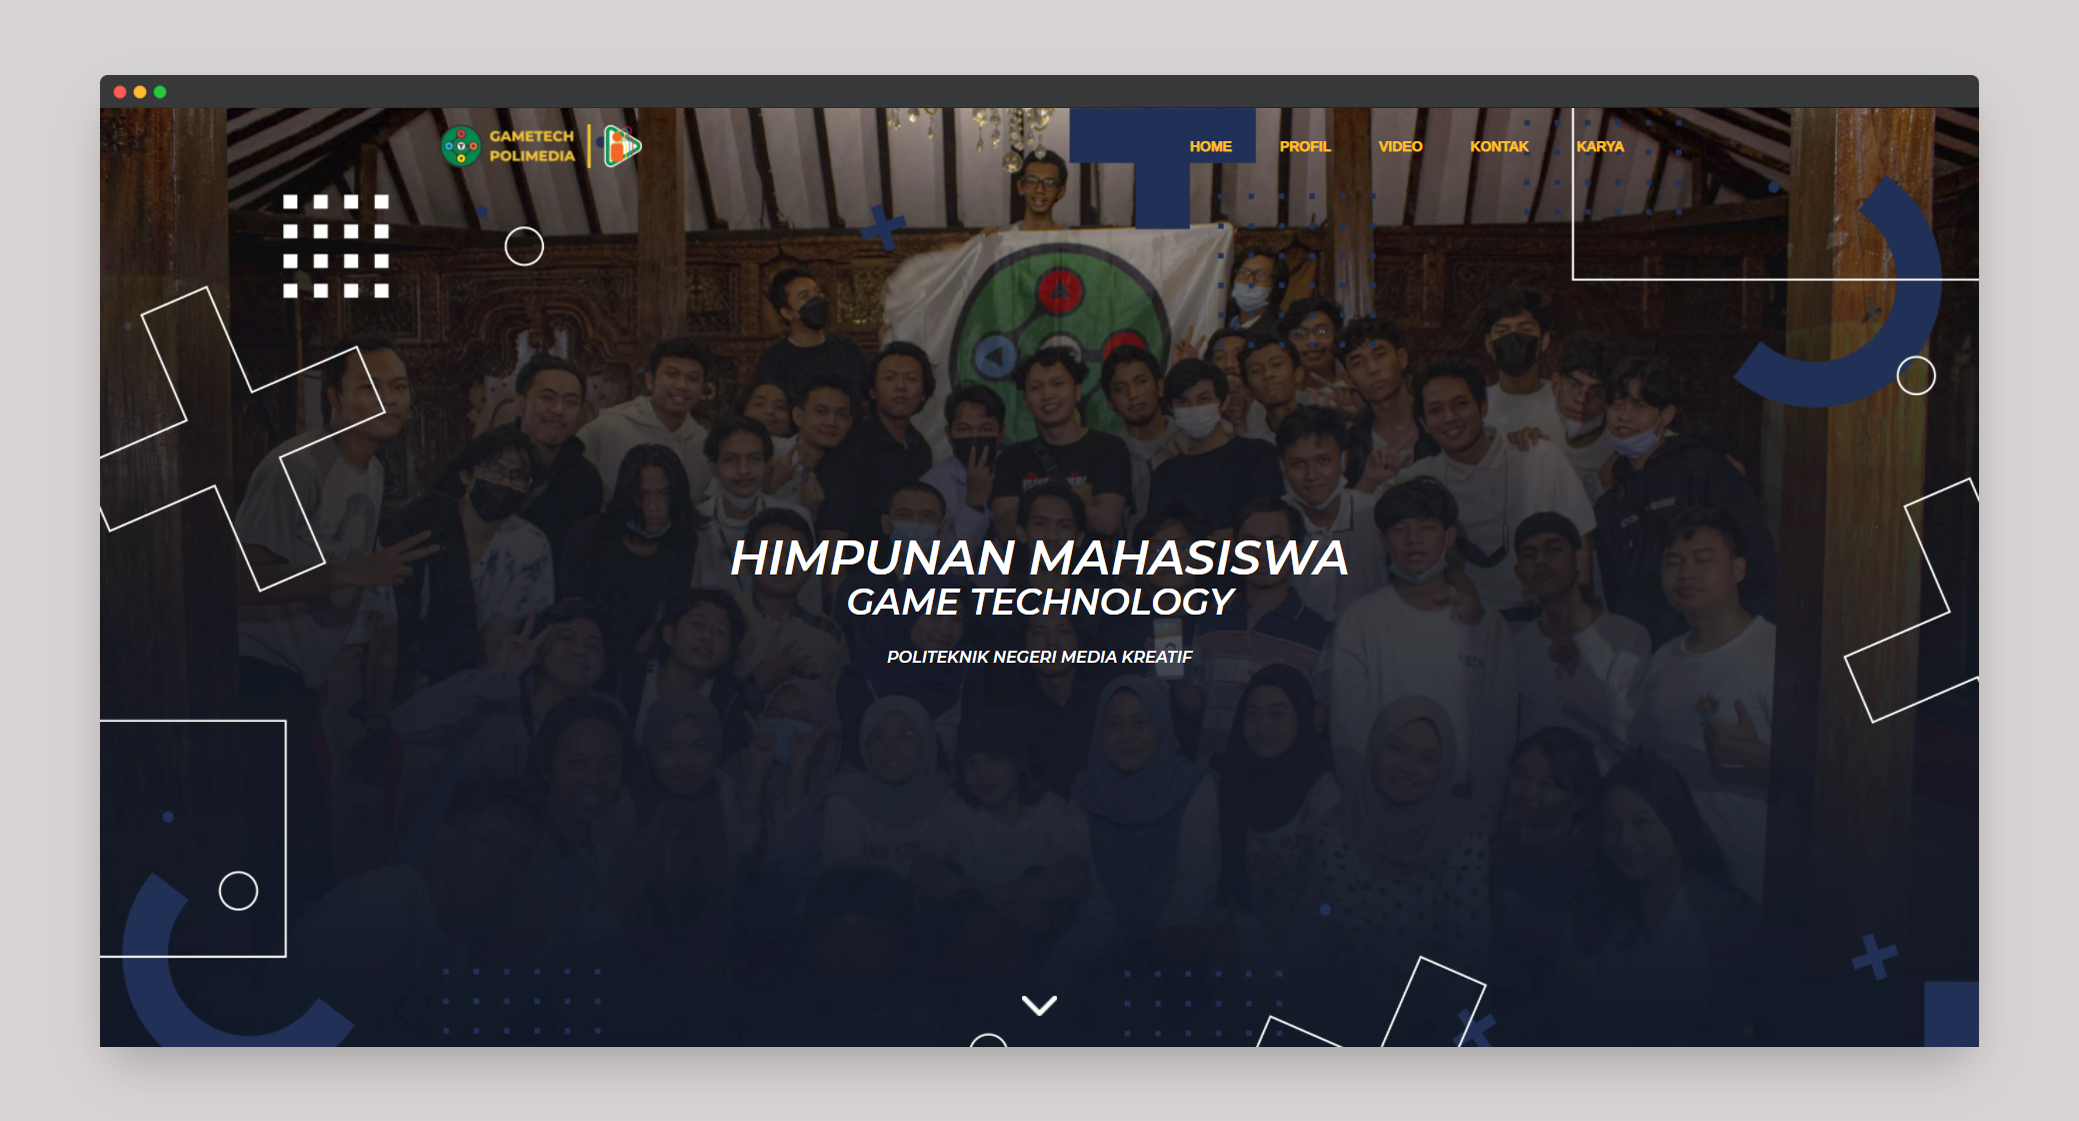 GAMETECH
POLIMEDIA
HOME PROFIL VIDEO KONTAK KARYA
HIMPUNAN MAHASISWA
GAME TECHNOLOGY
POLITEKNIK NEGERI MEDIA KREATIF